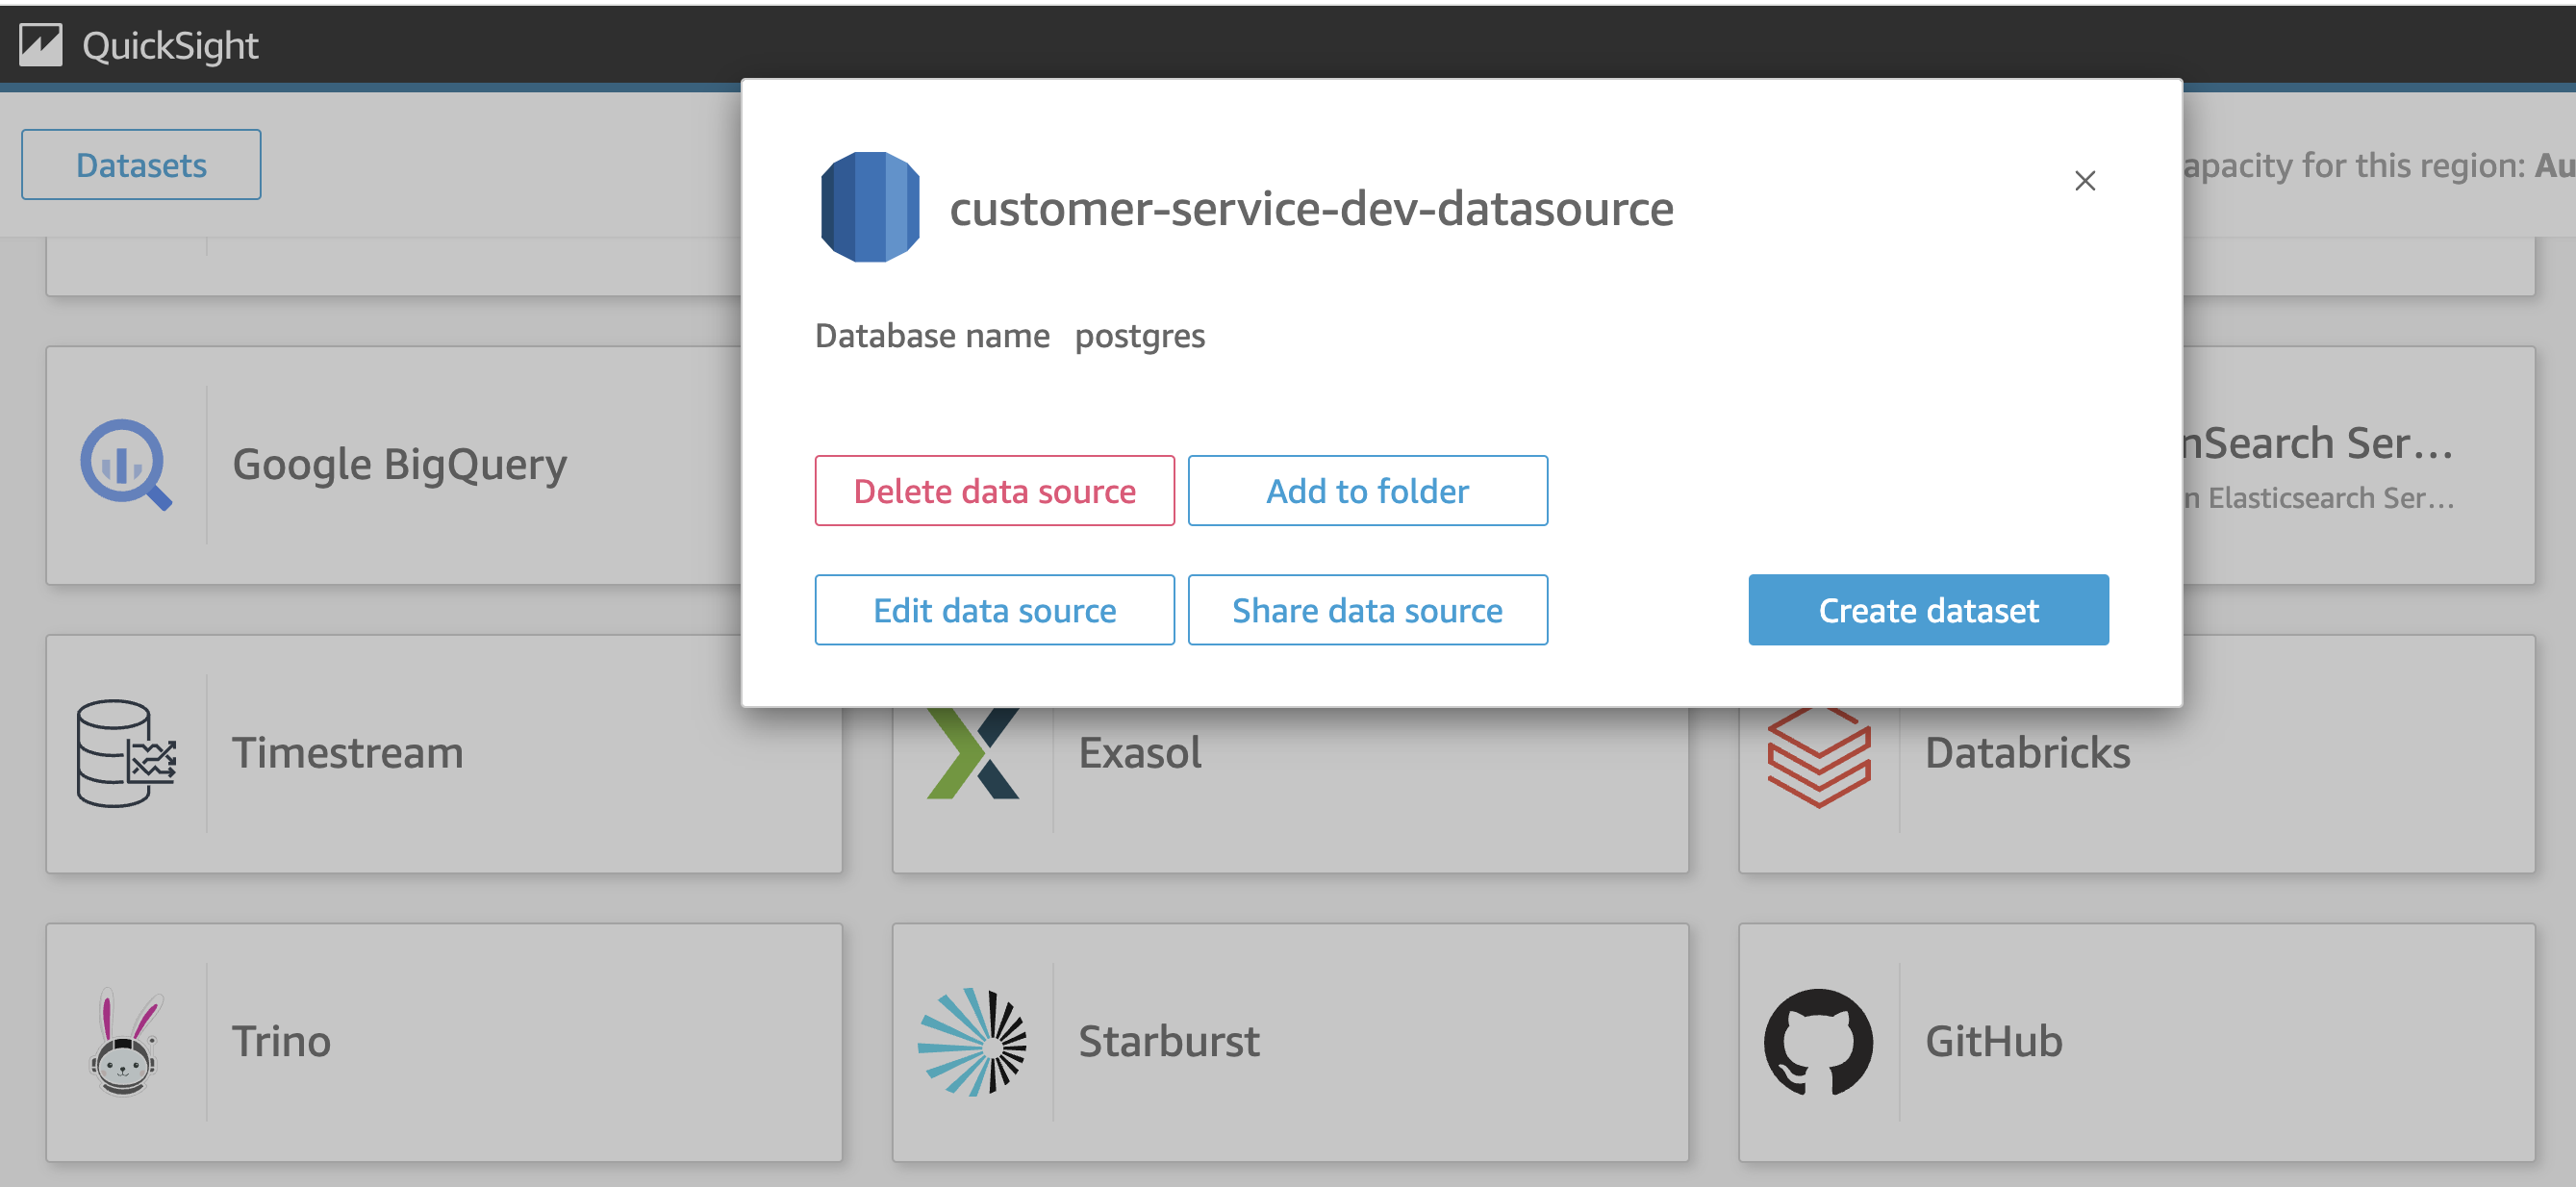 QuickSight
Datasets
apacity for this region: Au
customer-service-dev-datasource
Database name postgres
Delete data source
Add to folder
Edit data source
Share data source
Create dataset
Google BigQuery
nSearch Ser...
n Elasticsearch Ser...
Timestream
Exasol
Databricks
Trino
Starburst
GitHub